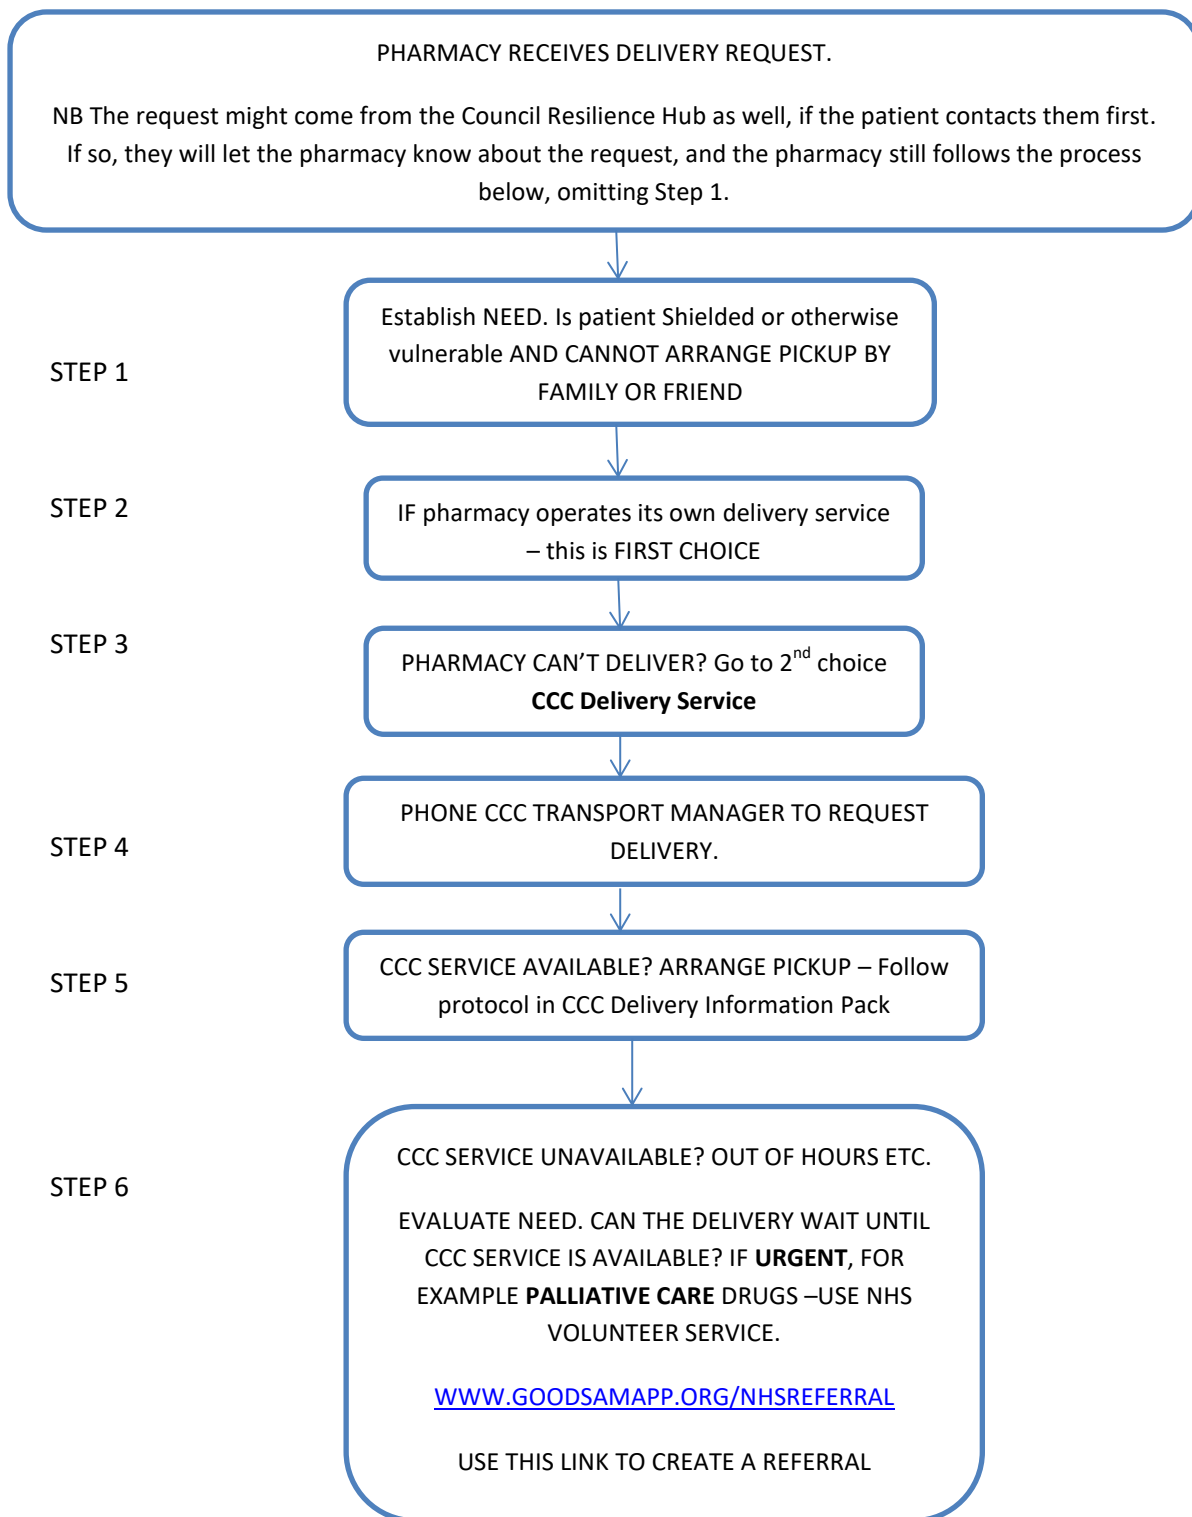 PHARMACY RECEIVES DELIVERY REQUEST.
NB The request might come from the Council Resilience Hub as well, if the patient contacts them first.
If so, they will let the pharmacy know about the request, and the pharmacy still follows the process
below, omitting Step 1.
STEP 1
Establish NEED. Is patient Shielded or otherwise
vulnerable AND CANNOT ARRANGE PICKUP BY
FAMILY OR FRIEND
STEP 2
IF pharmacy operates its own delivery service
– this is FIRST CHOICE
STEP 3
PHARMACY CAN’T DELIVER? Go to 2nd choice
CCC Delivery Service
STEP 4
PHONE CCC TRANSPORT MANAGER TO REQUEST
DELIVERY.
STEP 5
CCC SERVICE AVAILABLE? ARRANGE PICKUP – Follow
protocol in CCC Delivery Information Pack
STEP 6
CCC SERVICE UNAVAILABLE? OUT OF HOURS ETC.
EVALUATE NEED. CAN THE DELIVERY WAIT UNTIL
CCC SERVICE IS AVAILABLE? IF URGENT, FOR
EXAMPLE PALLIATIVE CARE DRUGS –USE NHS
VOLUNTEER SERVICE.
WWW.GOODSAMAPP.ORG/NHSREFERRAL
USE THIS LINK TO CREATE A REFERRAL